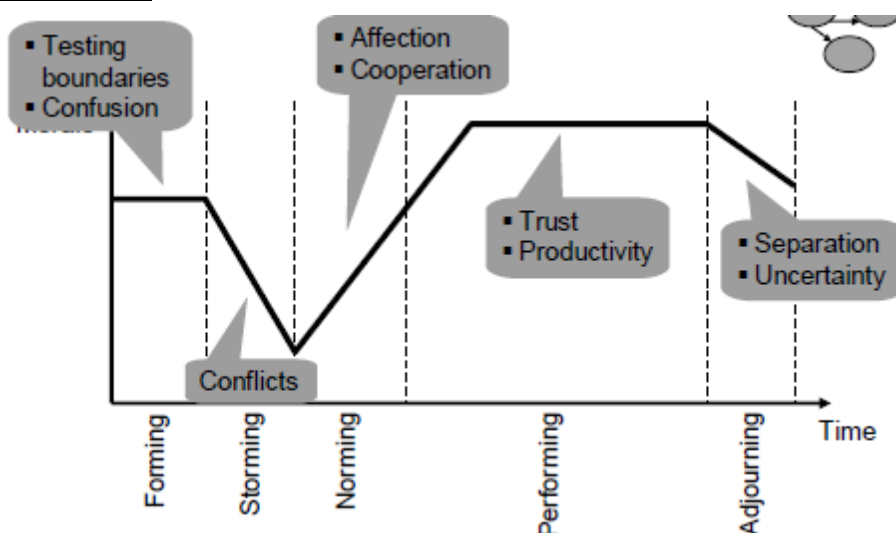 ▪ Testing
boundaries
▪ Confusion
▪ Affection
▪ Cooperation
▪ Trust
▪ Productivity
▪ Separation
▪ Uncertainty
Conflicts
Time
Forming
Storming
Norming
Performing
Adjourning